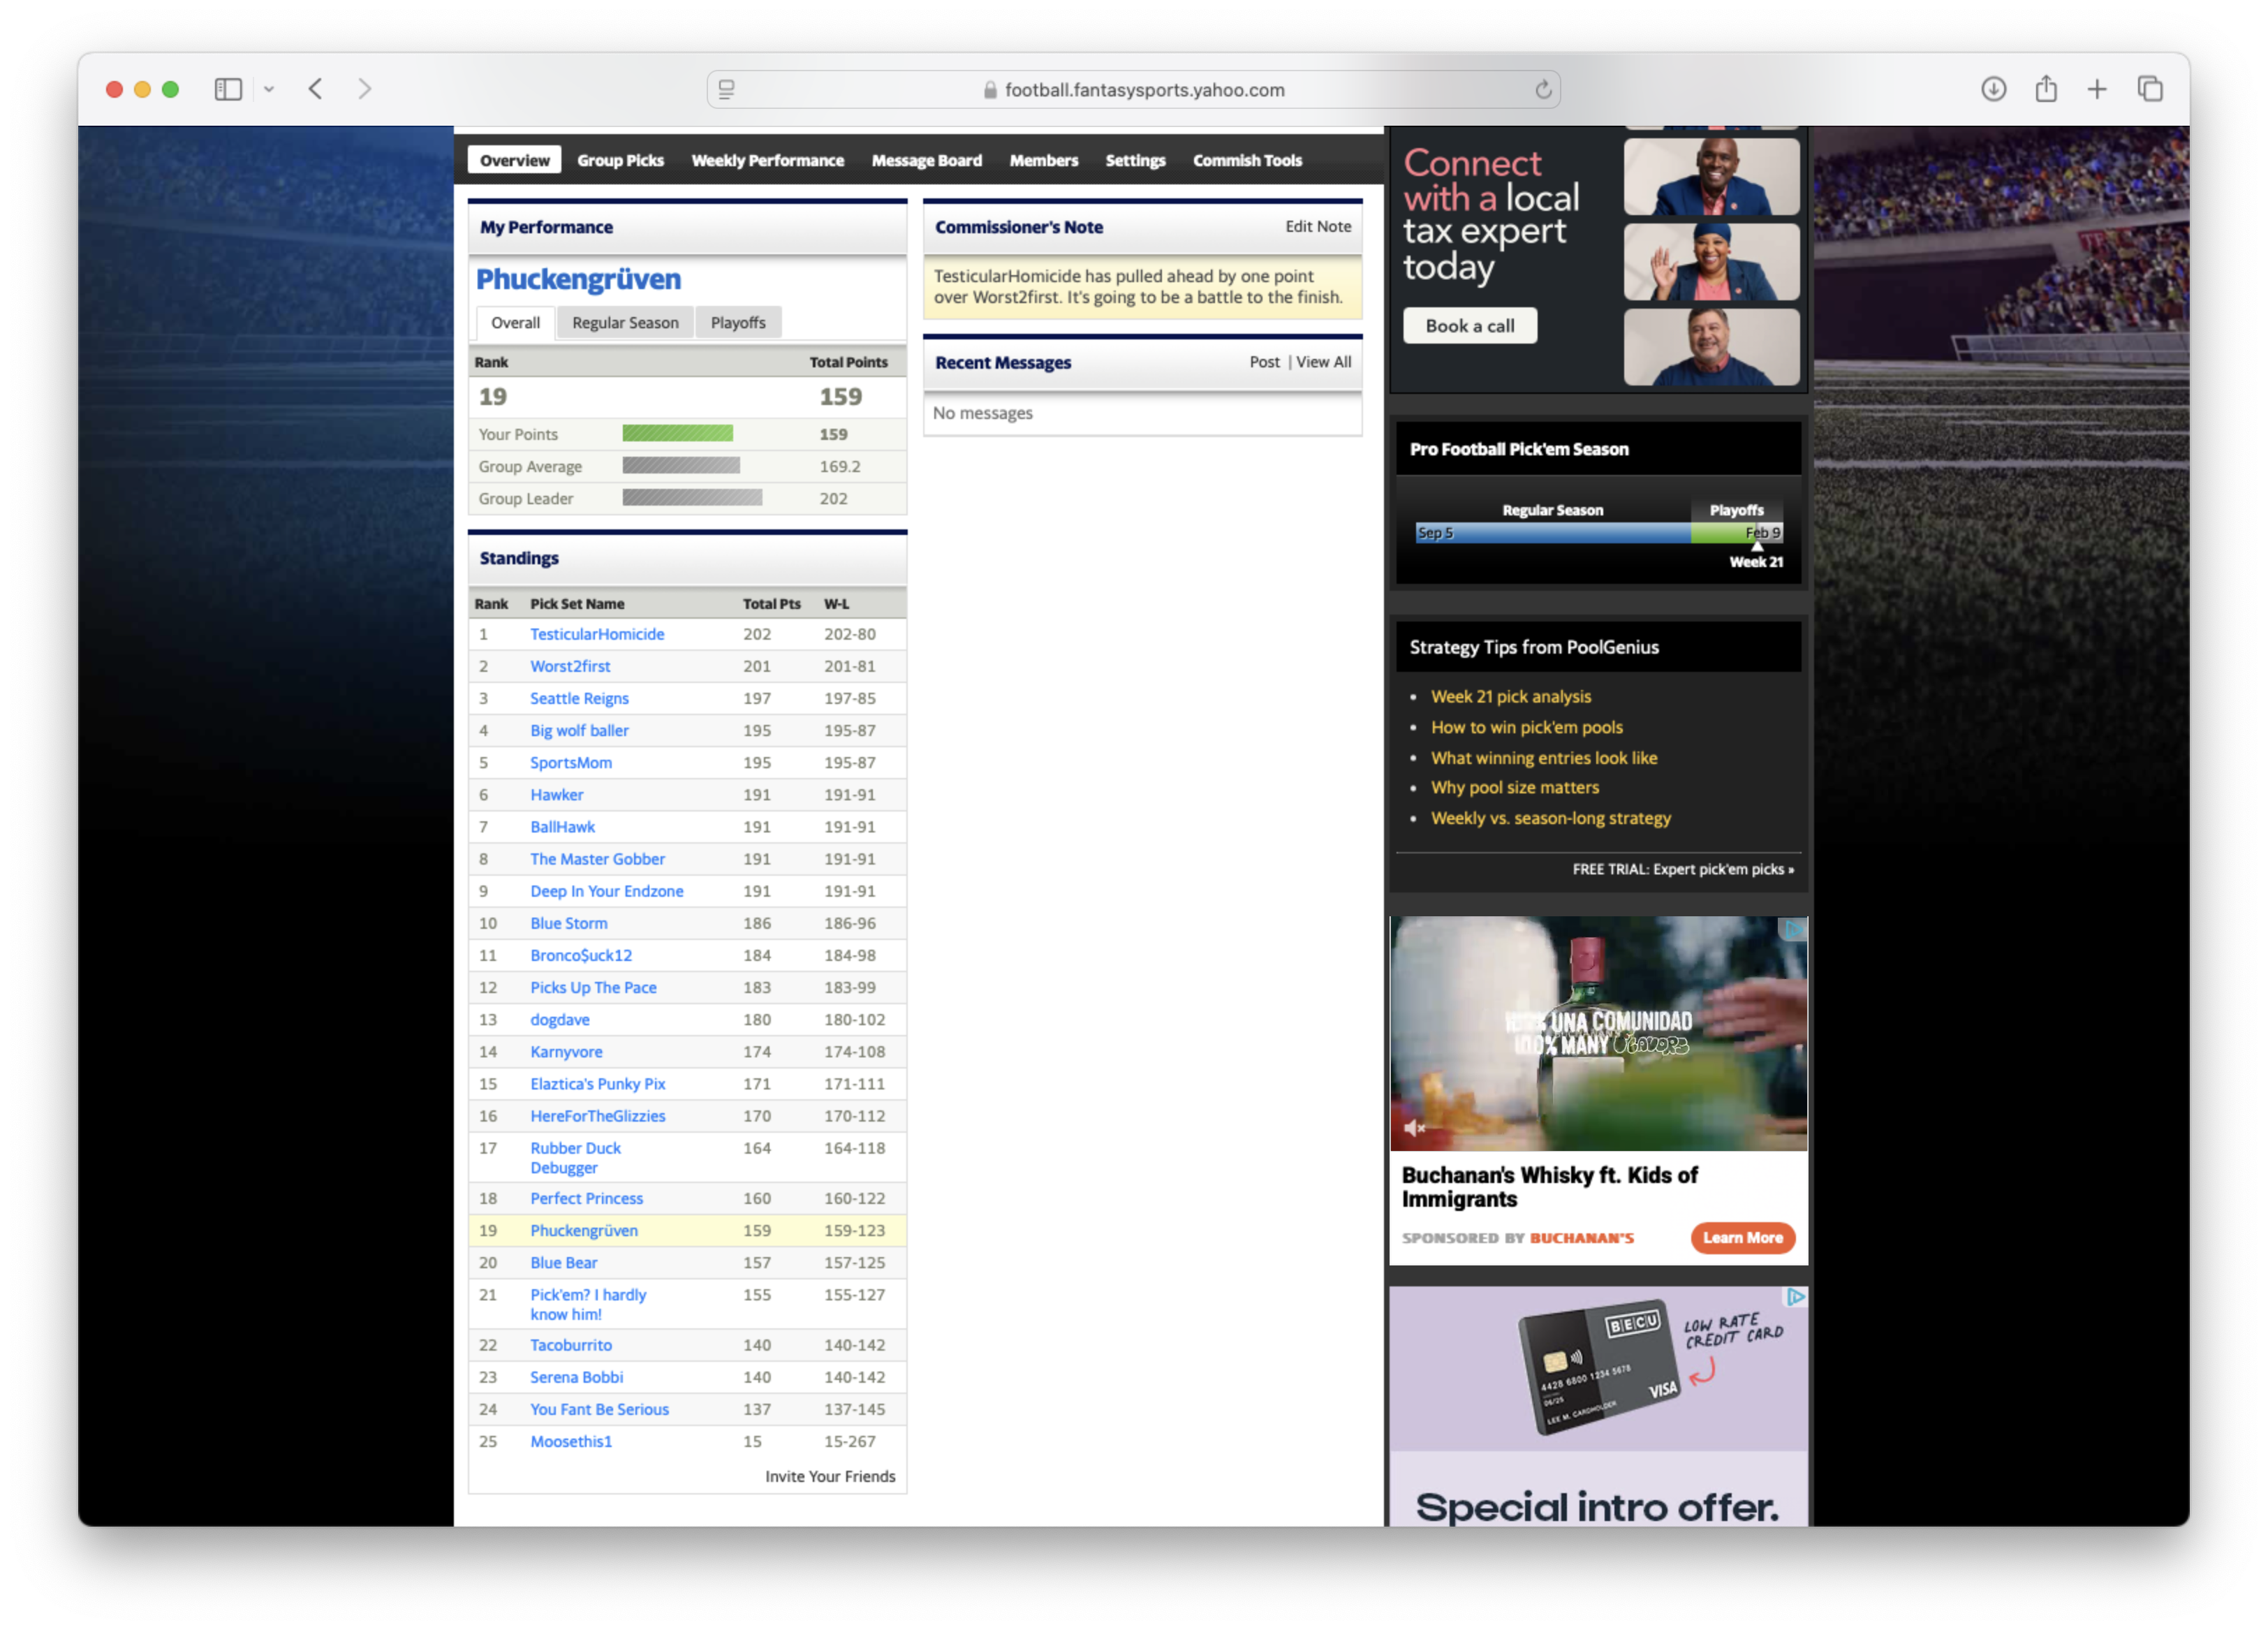 football.fantasysports.yahoo.com
Overview Group Picks Weekly Performance Message Board Members Settings Commish Tools
My Performance
Phuckengrüven
Overall Regular Season Playoffs
Rank Total Points
19 159
Your Points 159
Group Average 169.2
Group Leader 202
Standings
Rank Pick Set Name Total Pts W-L
1 TesticularHomicide 202 202-80
2 Worst2first 201 201-81
3 Seattle Reigns 197 197-85
4 Big wolf baller 195 195-87
5 SportsMom 195 195-87
6 Hawker 191 191-91
7 BallHawk 191 191-91
8 The Master Gobber 191 191-91
9 Deep In Your Endzone 191 191-91
10 Blue Storm 186 186-96
11 Bronco$uck12 184 184-98
12 Picks Up The Pace 183 183-99
13 dogdave 180 180-102
14 Karnyvore 174 174-108
15 Elaztica's Punky Pix 171 171-111
16 HereForTheGlizzies 170 170-112
17 Rubber Duck 164 164-118
Debugger
18 Perfect Princess 160 160-122
19 Phuckengrüven 159 159-123
20 Blue Bear 157 157-125
21 Pick'em? I hardly 155 155-127
know him!
22 Tacoburrito 140 140-142
23 Serena Bobbi 140 140-142
24 You Fant Be Serious 137 137-145
25 Moosethis1 15 15-267
Invite Your Friends
Commissioner's Note Edit Note
TesticularHomicide has pulled ahead by one point
over Worst2first. It's going to be a battle to the finish.
Recent Messages Post | View All
No messages
Connect
with a local
tax expert
today
Book a call
Pro Football Pick'em Season
Regular Season Playoffs
Sep 5 Feb 9
Week 21
Strategy Tips from PoolGenius
• Week 21 pick analysis
• How to win pick'em pools
• What winning entries look like
• Why pool size matters
• Weekly vs. season-long strategy
FREE TRIAL: Expert pick'em picks »
UNA COMUNIDAD
100% MANY FLAVORS
Buchanan's Whisky ft. Kids of
Immigrants
SPONSORED BY BUCHANAN'S Learn More
BECU
LOW RATE
CREDIT CARD
4428 6800 1234 5678
06/25
LEE M. CARDHOLDER
VISA
Special intro offer.